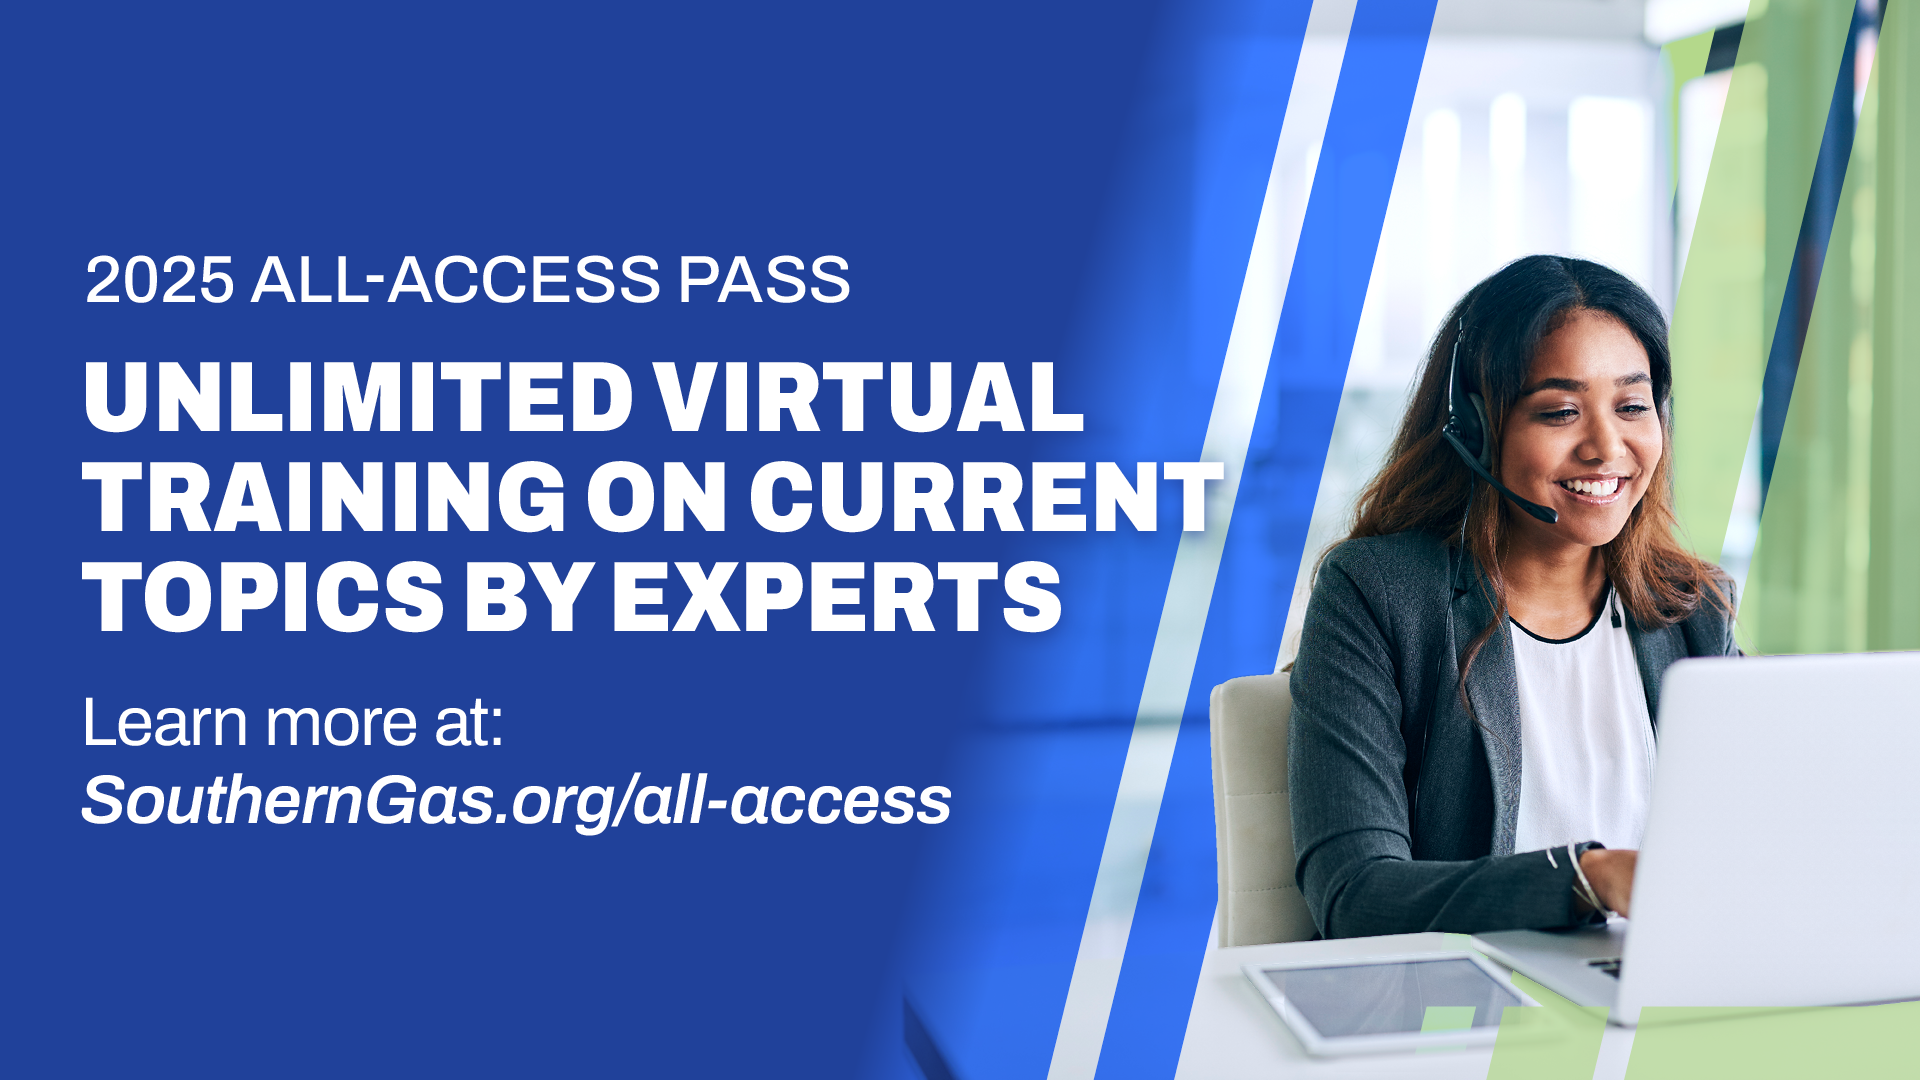 2025 ALL-ACCESS PASS
UNLIMITED VIRTUAL
TRAINING ON CURRENT
TOPICS BY EXPERTS
Learn more at:
SouthernGas.org/all-access